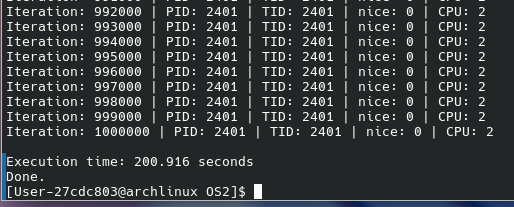 Iteration: 992000 | PID: 2401 | TID: 2401 | nice: 0 | CPU: 2
Iteration: 993000 | PID: 2401 | TID: 2401 | nice: 0 | CPU: 2
Iteration: 994000 | PID: 2401 | TID: 2401 | nice: 0 | CPU: 2
Iteration: 995000 | PID: 2401 | TID: 2401 | nice: 0 | CPU: 2
Iteration: 996000 | PID: 2401 | TID: 2401 | nice: 0 | CPU: 2
Iteration: 997000 | PID: 2401 | TID: 2401 | nice: 0 | CPU: 2
Iteration: 998000 | PID: 2401 | TID: 2401 | nice: 0 | CPU: 2
Iteration: 999000 | PID: 2401 | TID: 2401 | nice: 0 | CPU: 2
Iteration: 1000000 | PID: 2401 | TID: 2401 | nice: 0 | CPU: 2
Execution time: 200.916 seconds
Done.
[User-27cdc803@archlinux OS2]$